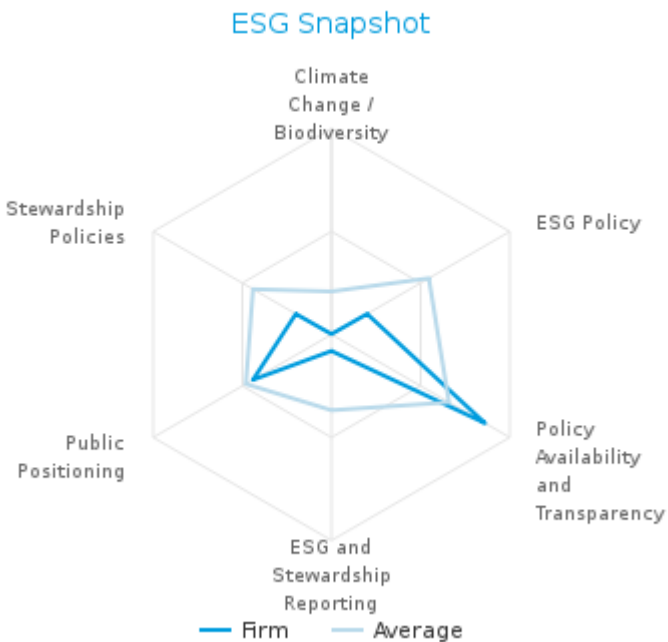 ESG Snapshot
Climate
Change /
Biodiversity
Stewardship
Policies
ESG Policy
Public
Positioning
Policy
Availability
and
Transparency
ESG and
Stewardship
Reporting
Firm
Average